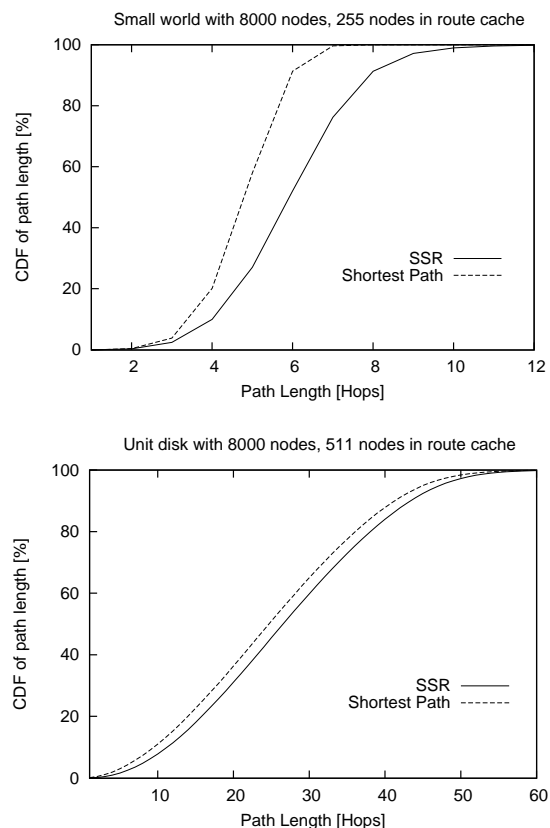 Small world with 8000 nodes, 255 nodes in route cache
100
80
60
40
20
0
CDF of path length [%]
SSR
Shortest Path
2 4 6 8 10 12
Path Length [Hops]
Unit disk with 8000 nodes, 511 nodes in route cache
100
80
60
40
20
0
CDF of path length [%]
SSR
Shortest Path
10 20 30 40 50 60
Path Length [Hops]